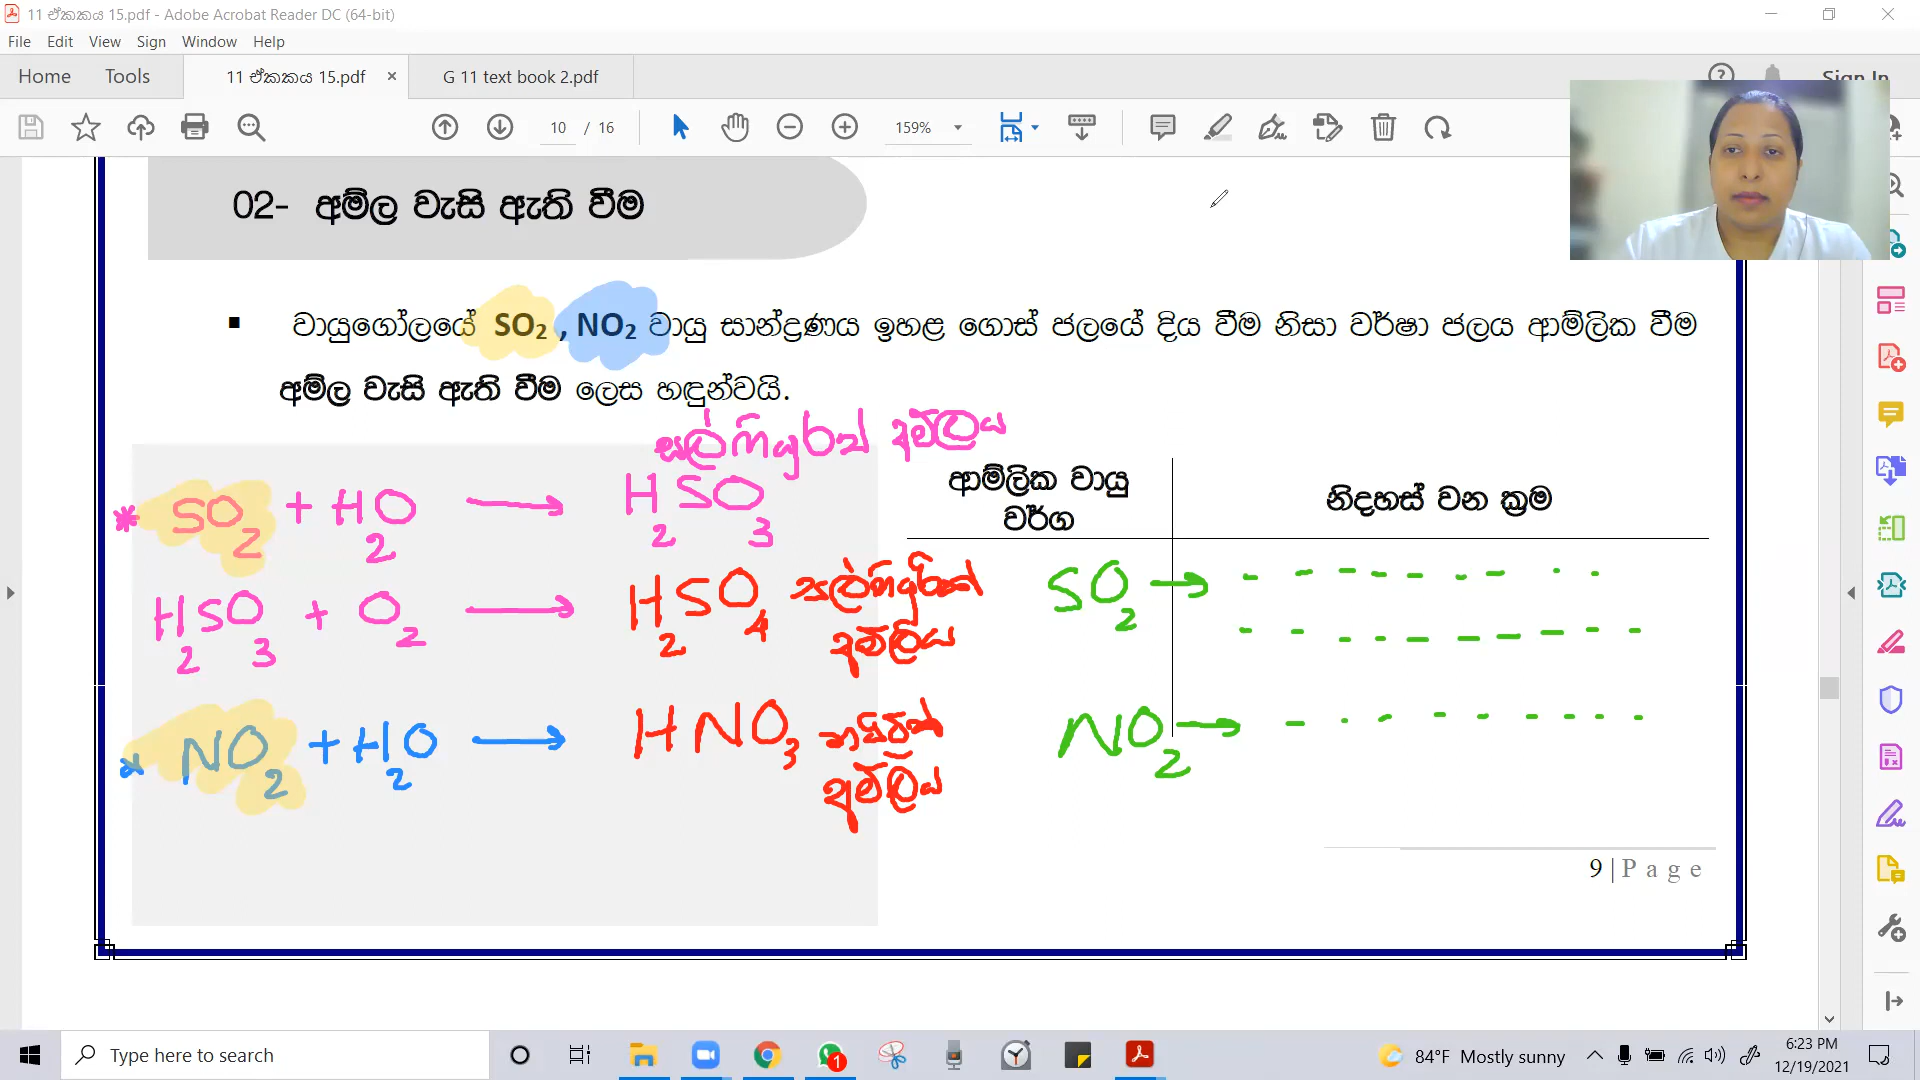 11 ඒකකය 15.pdf - Adobe Acrobat Reader DC (64-bit)
File Edit View Sign Window Help
Home Tools 11 ඒකකය 15.pdf × G 11 text book 2.pdf Sign In
10 / 16 159%
02- අම්ල වැසි ඇති වීම
වායුගෝලයේ SO₂ , NO₂ වායු සාන්ද්‍රණය ඉහළ ගොස් ජලයේ දිය වීම නිසා වර්ෂා ජලය ආම්ලික වීම
අම්ල වැසි ඇති වීම ලෙස හඳුන්වයි.
සල්ෆියුරස් අම්ලය
* SO₂ + H₂O → H₂SO₃
H₂SO₃ + O₂ → H₂SO₄ සල්ෆියුරික්
අම්ලය
× NO₂ + H₂O → HNO₃ නයිට්‍රික්
අම්ලය
ආම්ලික වායු
වර්ග
නිදහස් වන ක්‍රම
SO₂ →
NO₂ →
9 | P a g e
Type here to search
1
84°F Mostly sunny
6:23 PM
12/19/2021